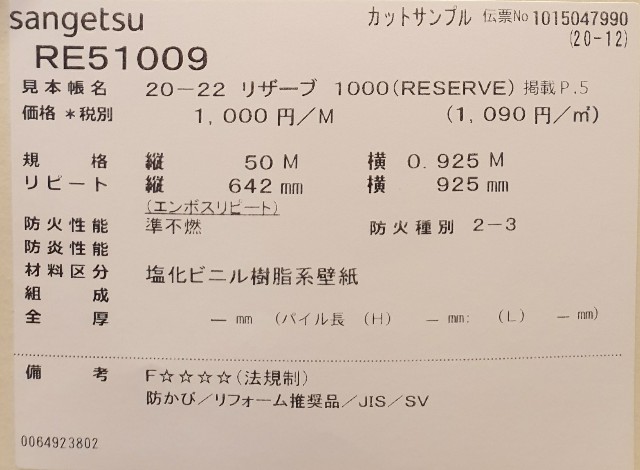 sangetsu カットサンプル 伝票No 1015047990
(20-12)
RE51009
見本帳名 20-22 リザーブ 1000(RESERVE) 掲載P.5
価格 *税別 1,000円/M (1,090円/㎡)
規格 縦 50 M 横 0.925 M
リピート 縦 642 mm 横 925 mm
(エンボスリピート)
防火性能 準不燃 防火種別 2-3
防炎性能
材料区分 塩化ビニル樹脂系壁紙
組成
全厚 - mm (パイル長 (H) - mm: (L) - mm)
備考 F☆☆☆☆(法規制)
防かび/リフォーム推奨品/JIS/SV
0064923802